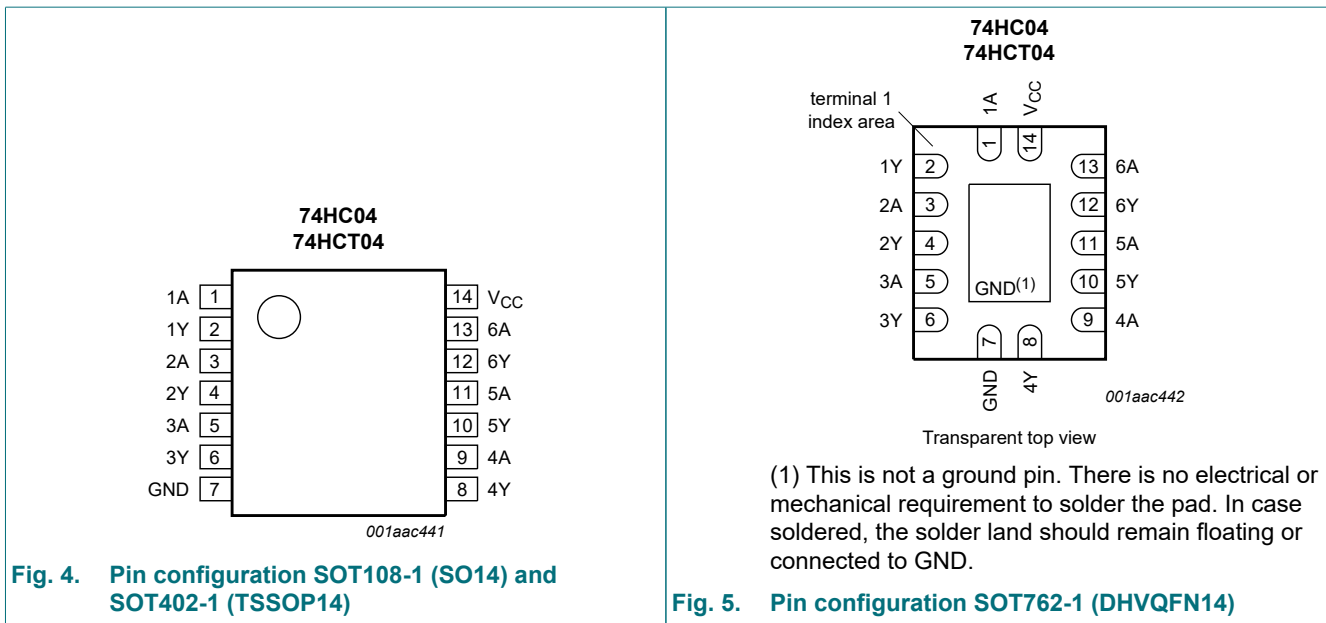 74HC04
74HCT04
1A 1
14 VCC
1Y 2
13 6A
2A 3
12 6Y
2Y 4
11 5A
3A 5
10 5Y
3Y 6
9 4A
GND 7
8 4Y
001aac441
Fig. 4. Pin configuration SOT108-1 (SO14) and
SOT402-1 (TSSOP14)
74HC04
74HCT04
terminal 1
index area
1A
VCC
1
14
1Y 2
13 6A
2A 3
12 6Y
2Y 4
11 5A
3A 5
10 5Y
3Y 6
9 4A
GND(1)
7
8
GND
4Y
001aac442
Transparent top view
(1) This is not a ground pin. There is no electrical or
mechanical requirement to solder the pad. In case
soldered, the solder land should remain floating or
connected to GND.
Fig. 5. Pin configuration SOT762-1 (DHVQFN14)